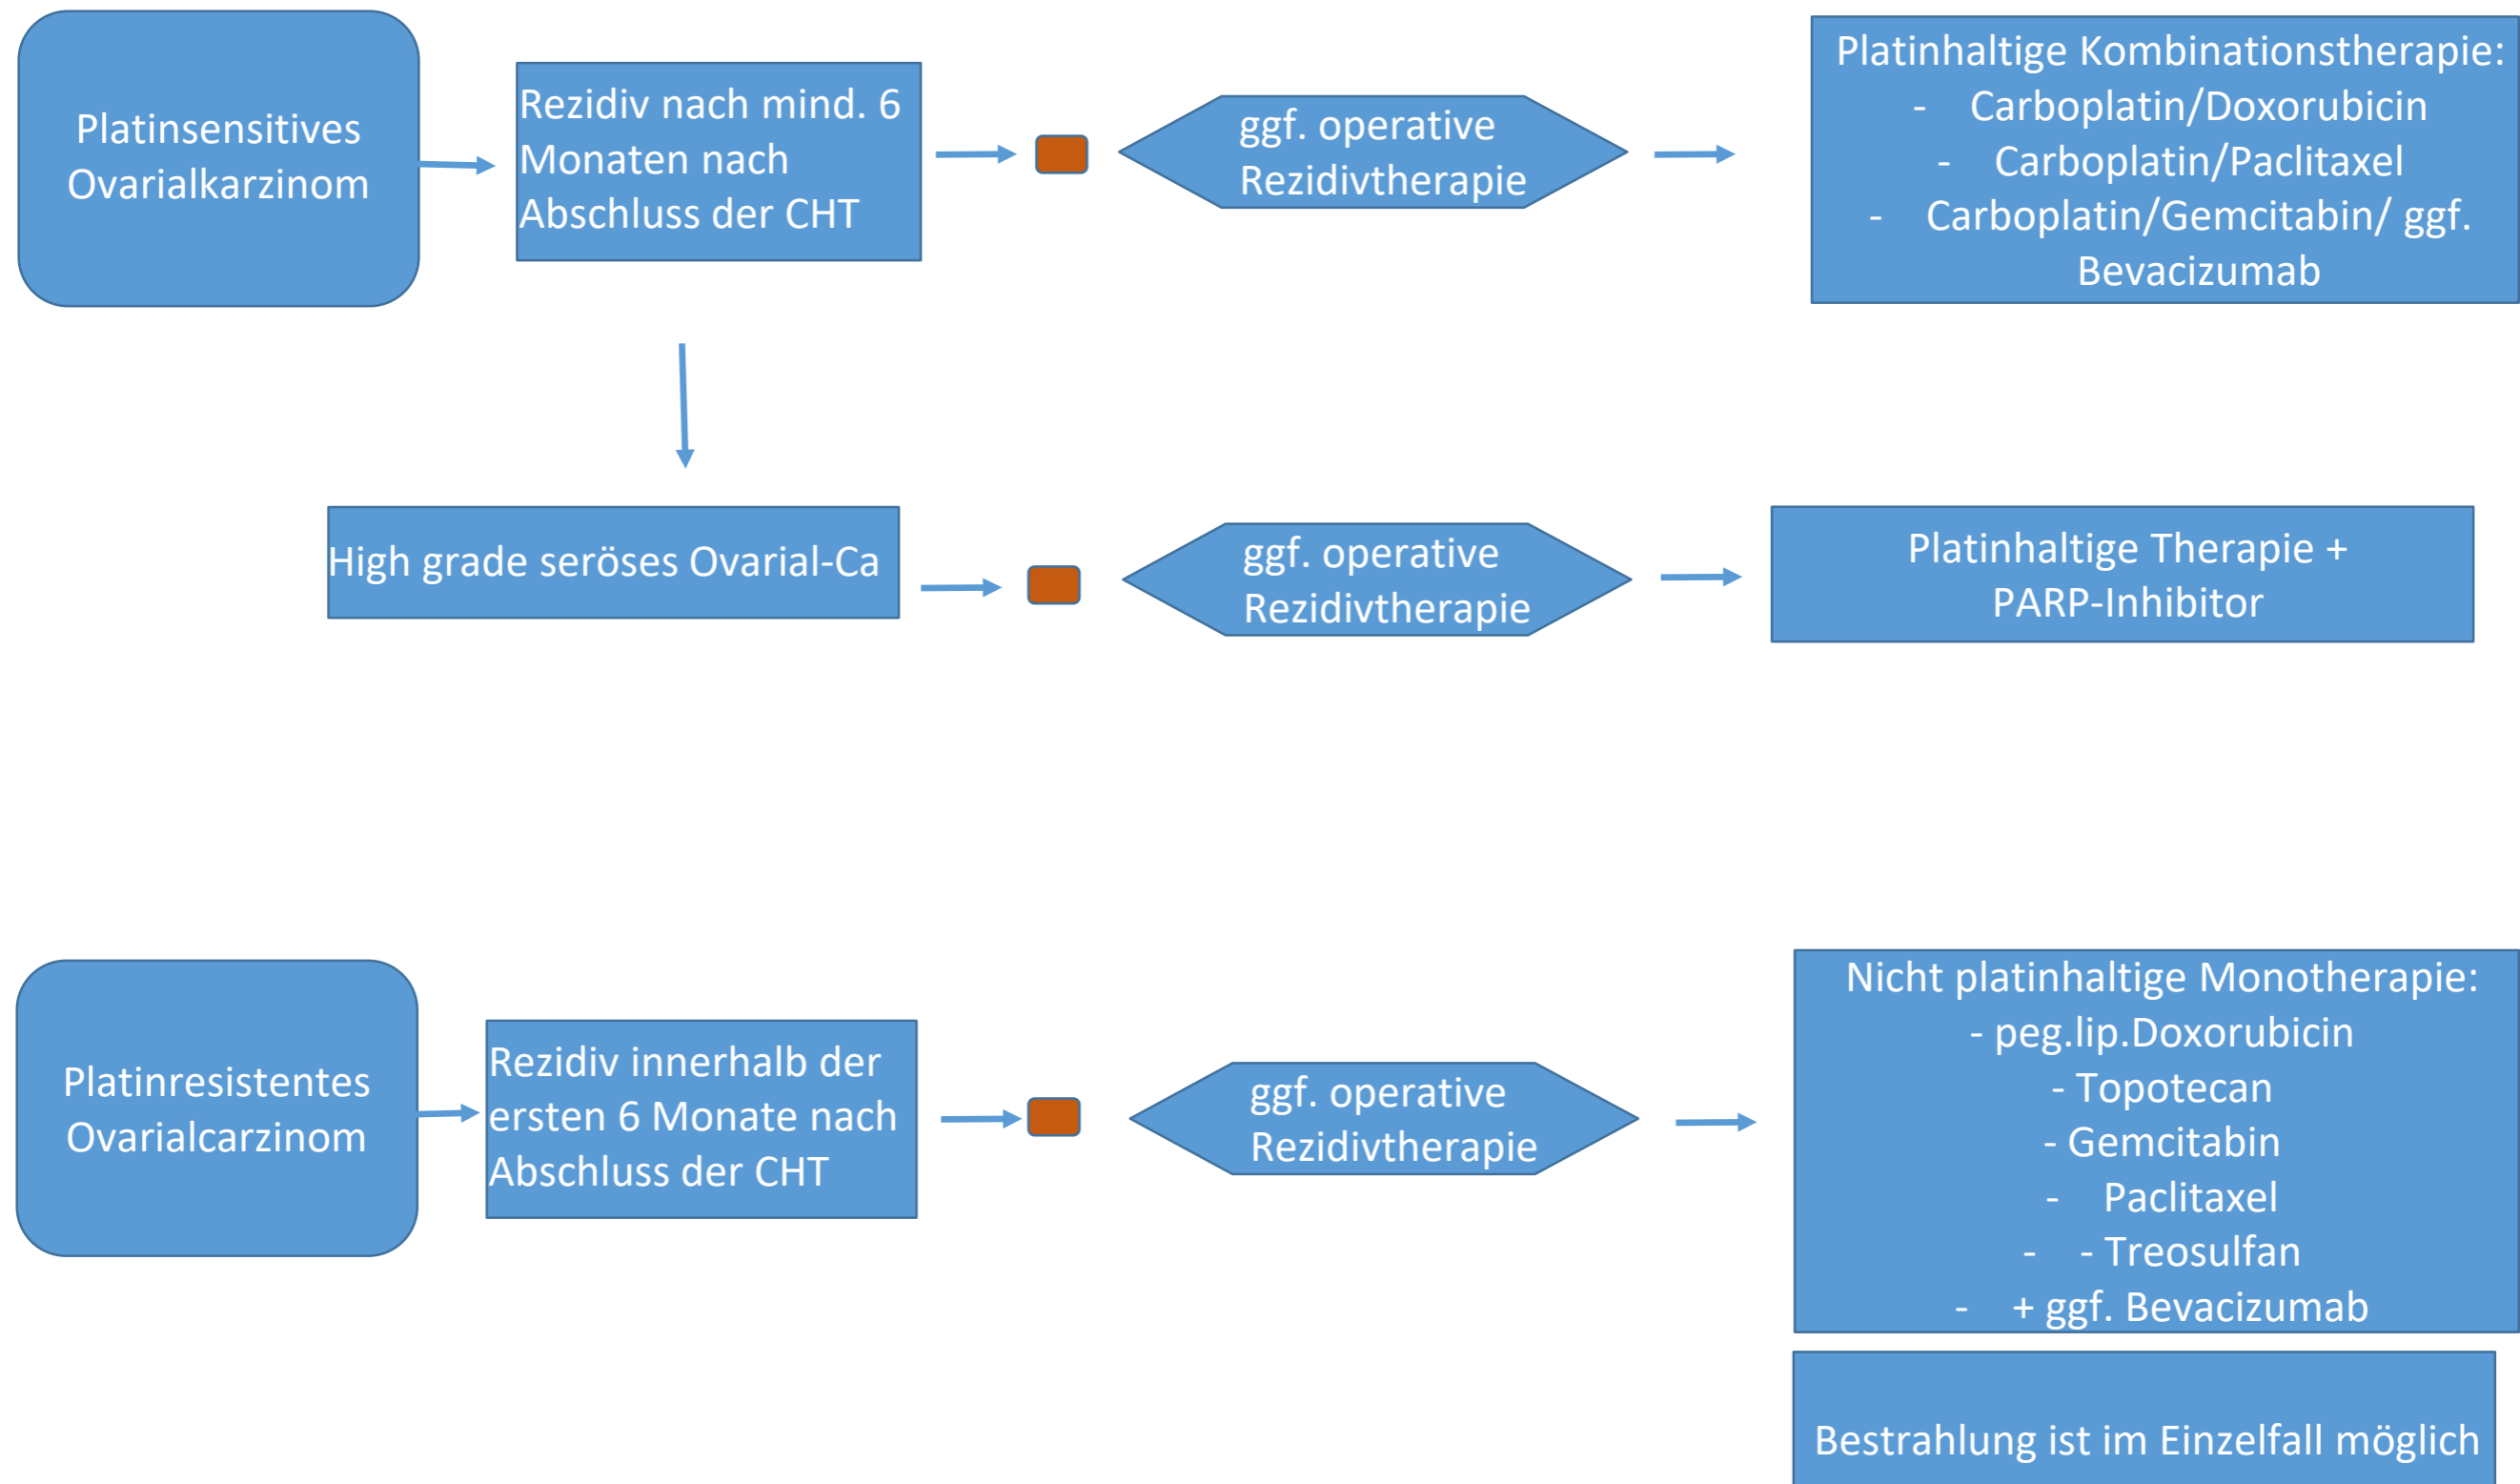 Platinsensitives
Ovarialkarzinom
Rezidiv nach mind. 6
Monaten nach
Abschluss der CHT
ggf. operative
Rezidivtherapie
Platinhaltige Kombinationstherapie:
- Carboplatin/Doxorubicin
- Carboplatin/Paclitaxel
- Carboplatin/Gemcitabin/ ggf.
Bevacizumab
High grade seröses Ovarial-Ca
ggf. operative
Rezidivtherapie
Platinhaltige Therapie +
PARP-Inhibitor
Platinresistentes
Ovarialcarzinom
Rezidiv innerhalb der
ersten 6 Monate nach
Abschluss der CHT
ggf. operative
Rezidivtherapie
Nicht platinhaltige Monotherapie:
- peg.lip.Doxorubicin
- Topotecan
- Gemcitabin
- Paclitaxel
- - Treosulfan
- + ggf. Bevacizumab
Bestrahlung ist im Einzelfall möglich